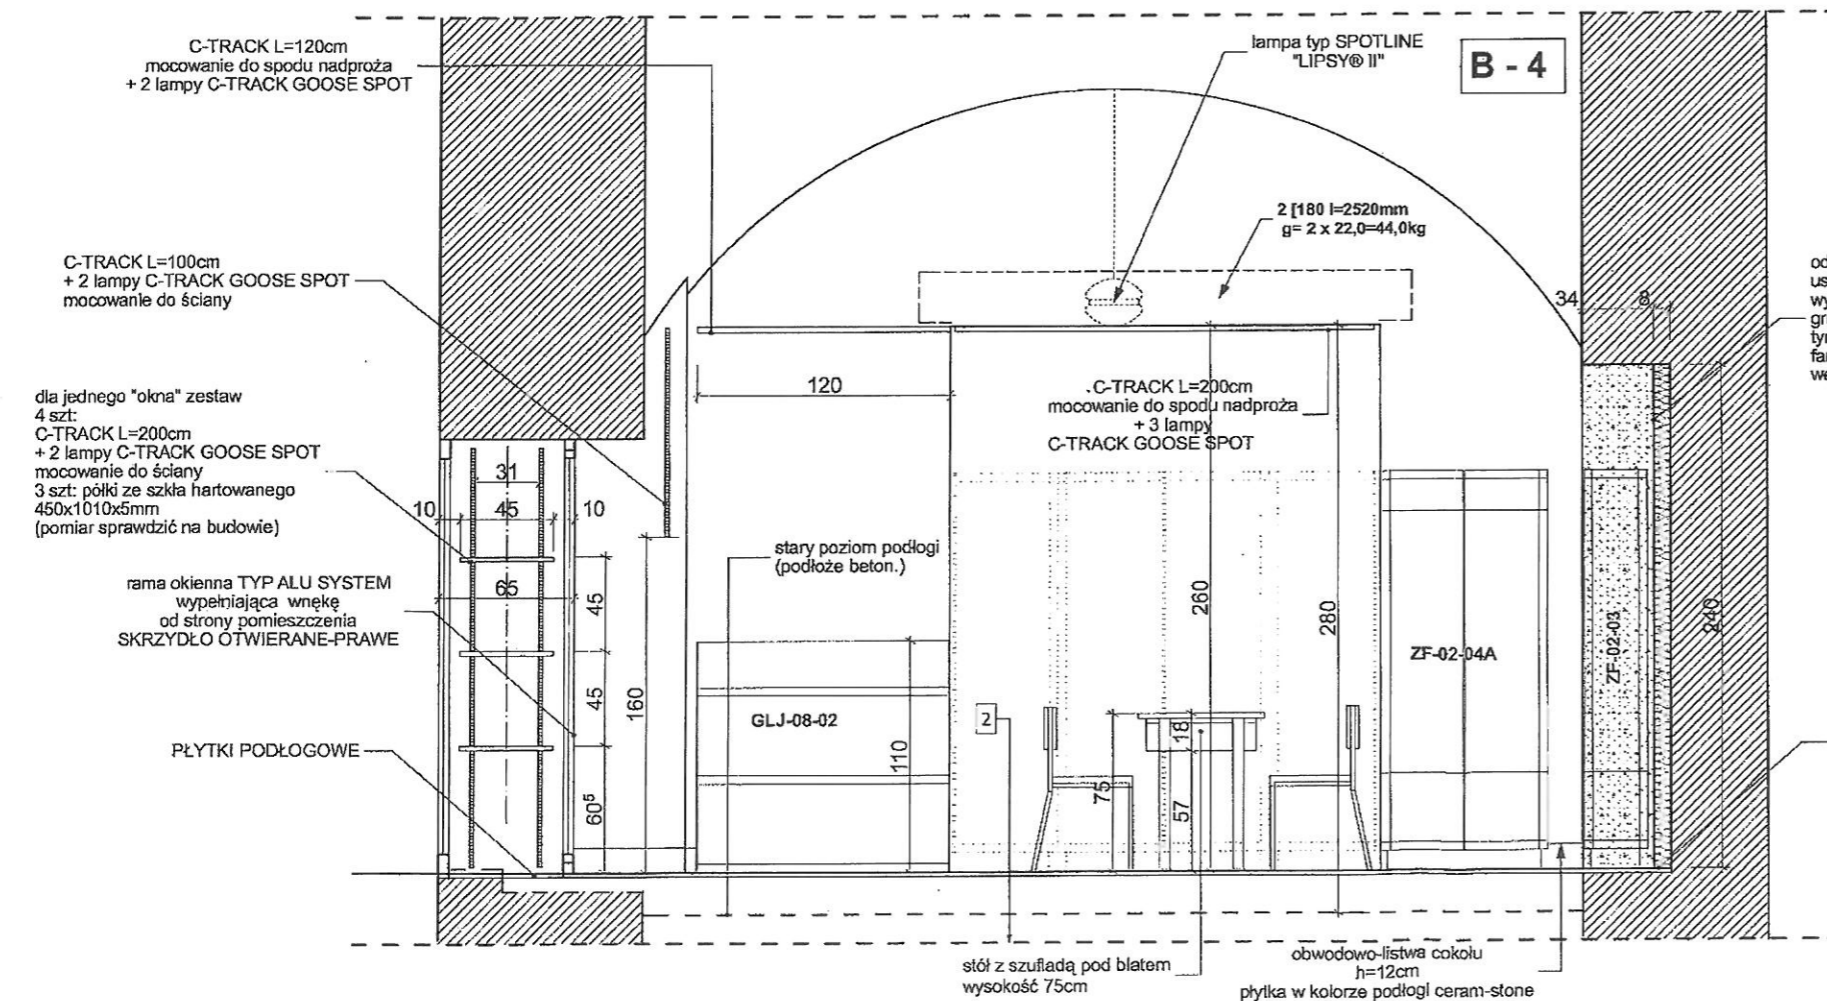 C-TRACK L=120cm
mocowanie do spodu nadproża
+ 2 lampy C-TRACK GOOSE SPOT
lampa typ SPOTLINE
"LIPSY® II"
B - 4
2 [180 l=2520mm
g= 2 x 22,0=44,0kg
C-TRACK L=100cm
+ 2 lampy C-TRACK GOOSE SPOT
mocowanie do ściany
34
8
od
us
wy
gr
tyn
far
we
120
C-TRACK L=200cm
mocowanie do spodu nadproża
+ 3 lampy
C-TRACK GOOSE SPOT
dla jednego "okna" zestaw
4 szt:
C-TRACK L=200cm
+ 2 lampy C-TRACK GOOSE SPOT
mocowanie do ściany
3 szt: półki ze szkła hartowanego
450x1010x5mm
(pomiar sprawdzić na budowie)
31
10
45
10
65
45
45
60⁵
160
stary poziom podłogi
(podłoże beton.)
rama okienna TYP ALU SYSTEM
wypełniająca wnękę
od strony pomieszczenia
SKRZYDŁO OTWIERANE-PRAWE
260
280
240
ZF-02-04A
ZF-02-03
GLJ-08-02
110
2
75
18
57
PŁYTKI PODŁOGOWE
stół z szufladą pod blatem
wysokość 75cm
obwodowo-listwa cokołu
h=12cm
płytka w kolorze podłogi ceram-stone